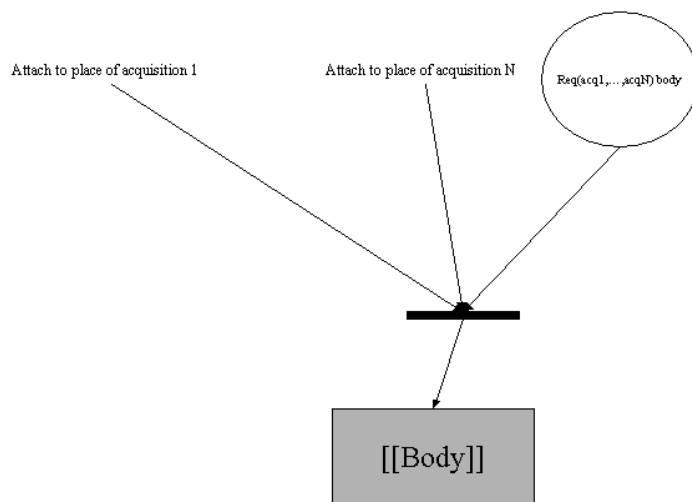 Attach to place of acquisition 1
Attach to place of acquisition N
Req(acq1,...,acqN) body
[[Body]]